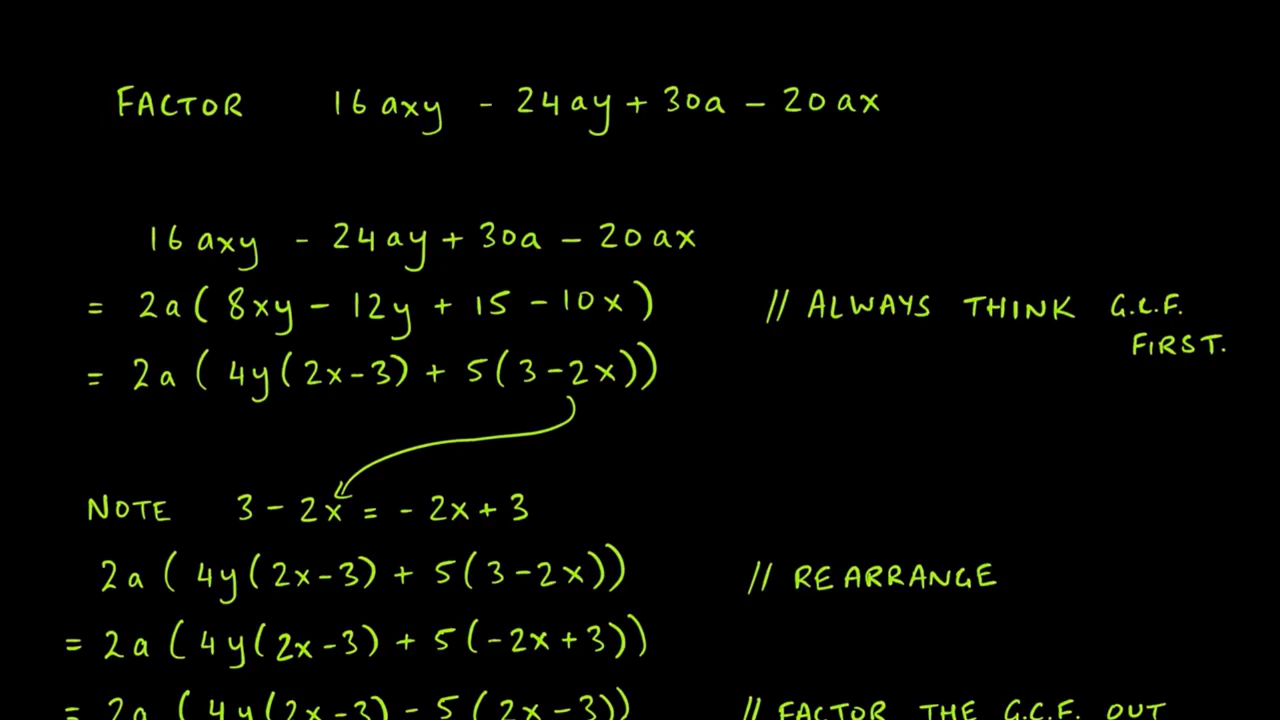 FACTOR 16axy - 24ay + 30a - 20ax
16axy - 24ay + 30a - 20ax
= 2a(8xy - 12y + 15 - 10x) // ALWAYS THINK G.C.F. FIRST.
= 2a(4y(2x-3) + 5(3-2x))
NOTE 3 - 2x = - 2x + 3
2a(4y(2x-3) + 5(3-2x)) // REARRANGE
= 2a(4y(2x-3) + 5(-2x+3))
= 2a(4y(2x-3) - 5(2x-3)) // FACTOR THE G.C.F. OUT